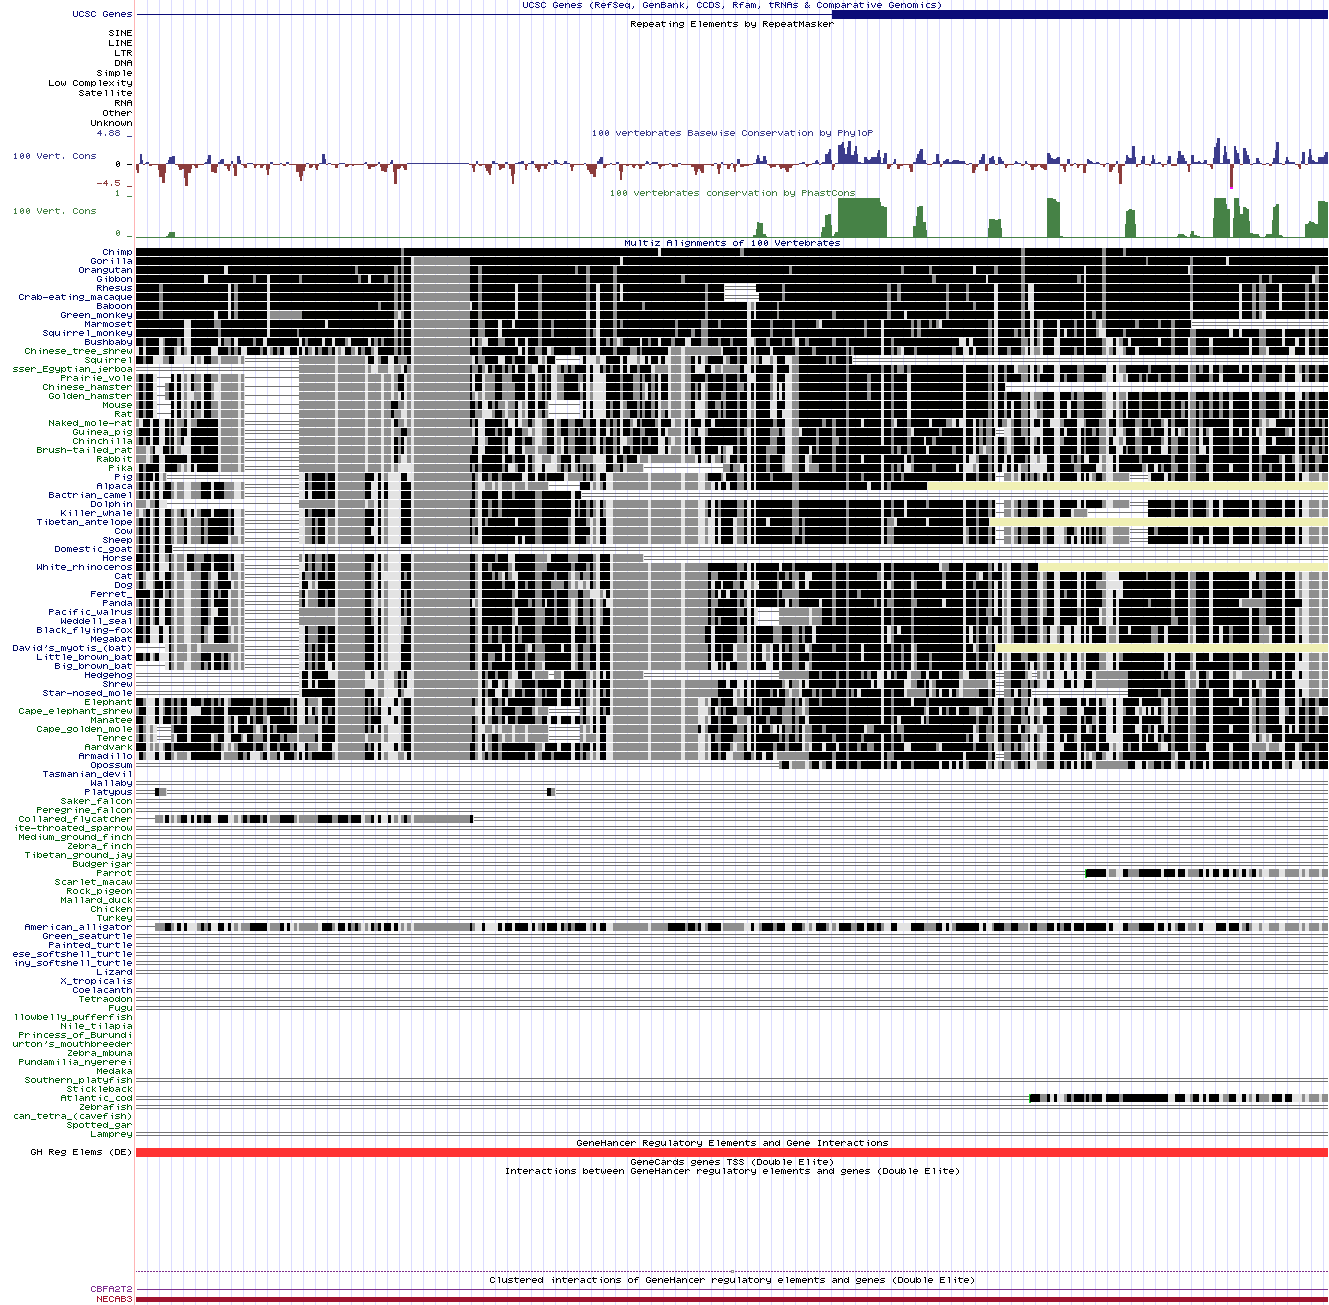 UCSC Genes (RefSeq, GenBank, CCDS, Rfam, tRNAs & Comparative Genomics)
UCSC Genes
Repeating Elements by RepeatMasker
SINE
LINE
LTR
DNA
Simple
Low Complexity
Satellite
RNA
Other
Unknown
4.88 _
100 vertebrates Basewise Conservation by PhyloP
100 Vert. Cons
0 _
-4.5 _
100 vertebrates conservation by PhastCons
1 _
100 Vert. Cons
0 _
Multiz Alignments of 100 Vertebrates
Chimp
Gorilla
Orangutan
Gibbon
Rhesus
Crab-eating_macaque
Baboon
Green_monkey
Marmoset
Squirrel_monkey
Bushbaby
Chinese_tree_shrew
Squirrel
sser_Egyptian_jerboa
Prairie_vole
Chinese_hamster
Golden_hamster
Mouse
Rat
Naked_mole-rat
Guinea_pig
Chinchilla
Brush-tailed_rat
Rabbit
Pika
Pig
Alpaca
Bactrian_camel
Dolphin
Killer_whale
Tibetan_antelope
Cow
Sheep
Domestic_goat
Horse
White_rhinoceros
Cat
Dog
Ferret_
Panda
Pacific_walrus
Weddell_seal
Black_flying-fox
Megabat
David's_myotis_(bat)
Little_brown_bat
Big_brown_bat
Hedgehog
Shrew
Star-nosed_mole
Elephant
Cape_elephant_shrew
Manatee
Cape_golden_mole
Tenrec
Aardvark
Armadillo
Opossum
Tasmanian_devil
Wallaby
Platypus
Saker_falcon
Peregrine_falcon
Collared_flycatcher
ite-throated_sparrow
Medium_ground_finch
Zebra_finch
Tibetan_ground_jay
Budgerigar
Parrot
Scarlet_macaw
Rock_pigeon
Mallard_duck
Chicken
Turkey
American_alligator
Green_seaturtle
Painted_turtle
ese_softshell_turtle
iny_softshell_turtle
Lizard
X_tropicalis
Coelacanth
Tetraodon
Fugu
llowbelly_pufferfish
Nile_tilapia
Princess_of_Burundi
urton's_mouthbreeder
Zebra_mbuna
Pundamilia_nyererei
Medaka
Southern_platyfish
Stickleback
Atlantic_cod
Zebrafish
can_tetra_(cavefish)
Spotted_gar
Lamprey
GeneHancer Regulatory Elements and Gene Interactions
GH Reg Elems (DE)
GeneCards genes TSS (Double Elite)
Interactions between GeneHancer regulatory elements and genes (Double Elite)
Clustered interactions of GeneHancer regulatory elements and genes (Double Elite)
CBFA2T2
NECAB3